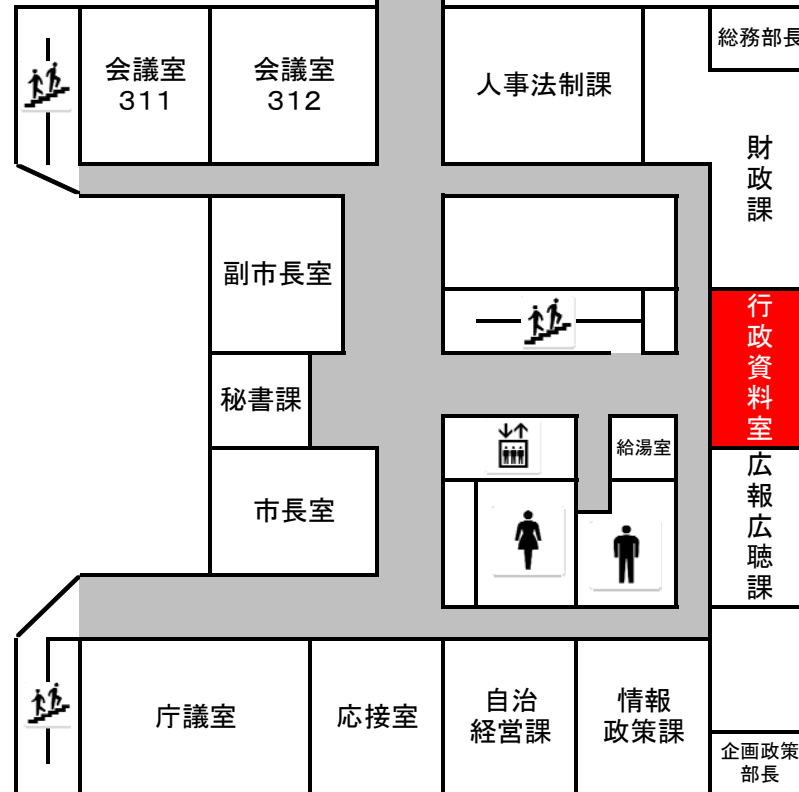 会議室
311
会議室
312
人事法制課
総務部長
財政課
副市長室
行政資料室
秘書課
給湯室
広報広聴課
市長室
庁議室
応接室
自治
経営課
情報
政策課
企画政策
部長